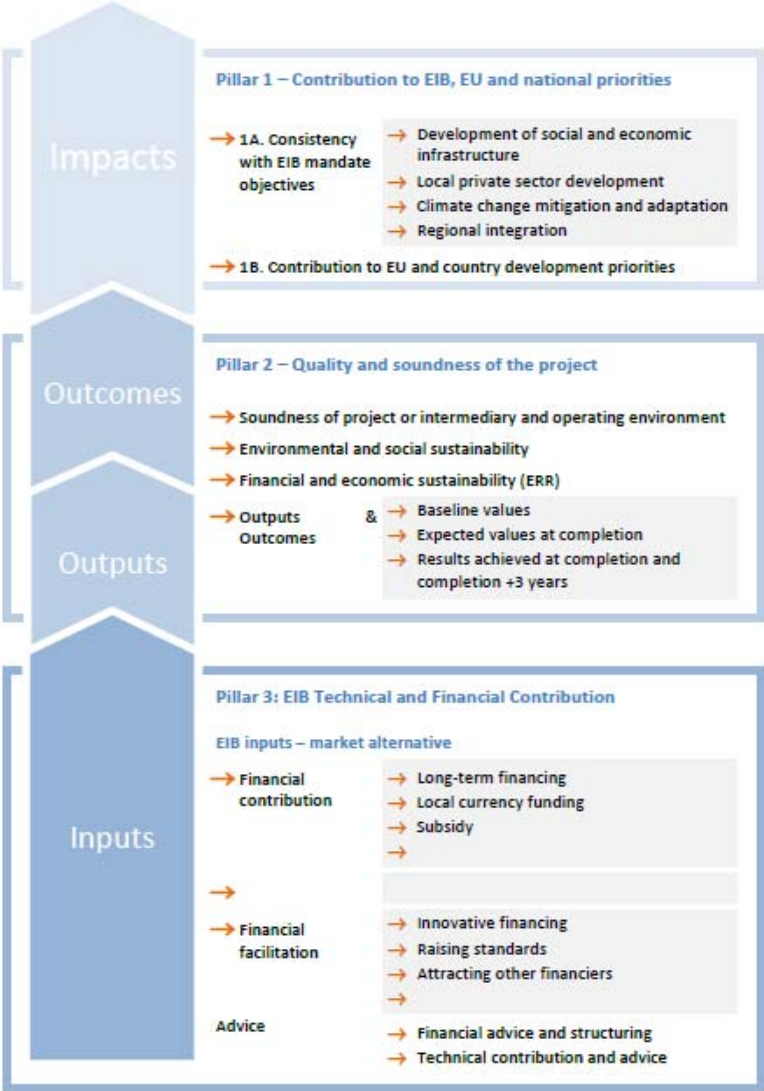 Impacts
Pillar 1 – Contribution to EIB, EU and national priorities
→ 1A. Consistency
with EIB mandate
objectives
→ Development of social and economic
infrastructure
→ Local private sector development
→ Climate change mitigation and adaptation
→ Regional integration
→ 1B. Contribution to EU and country development priorities
Outcomes
Pillar 2 – Quality and soundness of the project
→ Soundness of project or intermediary and operating environment
→ Environmental and social sustainability
→ Financial and economic sustainability (ERR)
Outputs
→ Outputs &
Outcomes
→ Baseline values
→ Expected values at completion
→ Results achieved at completion and
completion +3 years
Inputs
Pillar 3: EIB Technical and Financial Contribution
EIB inputs – market alternative
→ Financial
contribution
→ Long-term financing
→ Local currency funding
→ Subsidy
→
→
→ Financial
facilitation
→ Innovative financing
→ Raising standards
→ Attracting other financiers
→
Advice
→ Financial advice and structuring
→ Technical contribution and advice